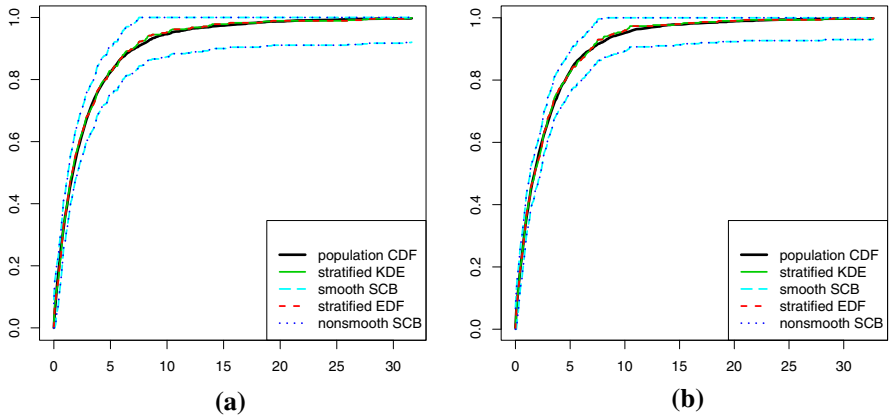 1.0
0.8
0.6
0.4
0.2
0.0
population CDF
stratified KDE
smooth SCB
stratified EDF
nonsmooth SCB
0 5 10 15 20 25 30
(a)
1.0
0.8
0.6
0.4
0.2
0.0
population CDF
stratified KDE
smooth SCB
stratified EDF
nonsmooth SCB
0 5 10 15 20 25 30
(b)